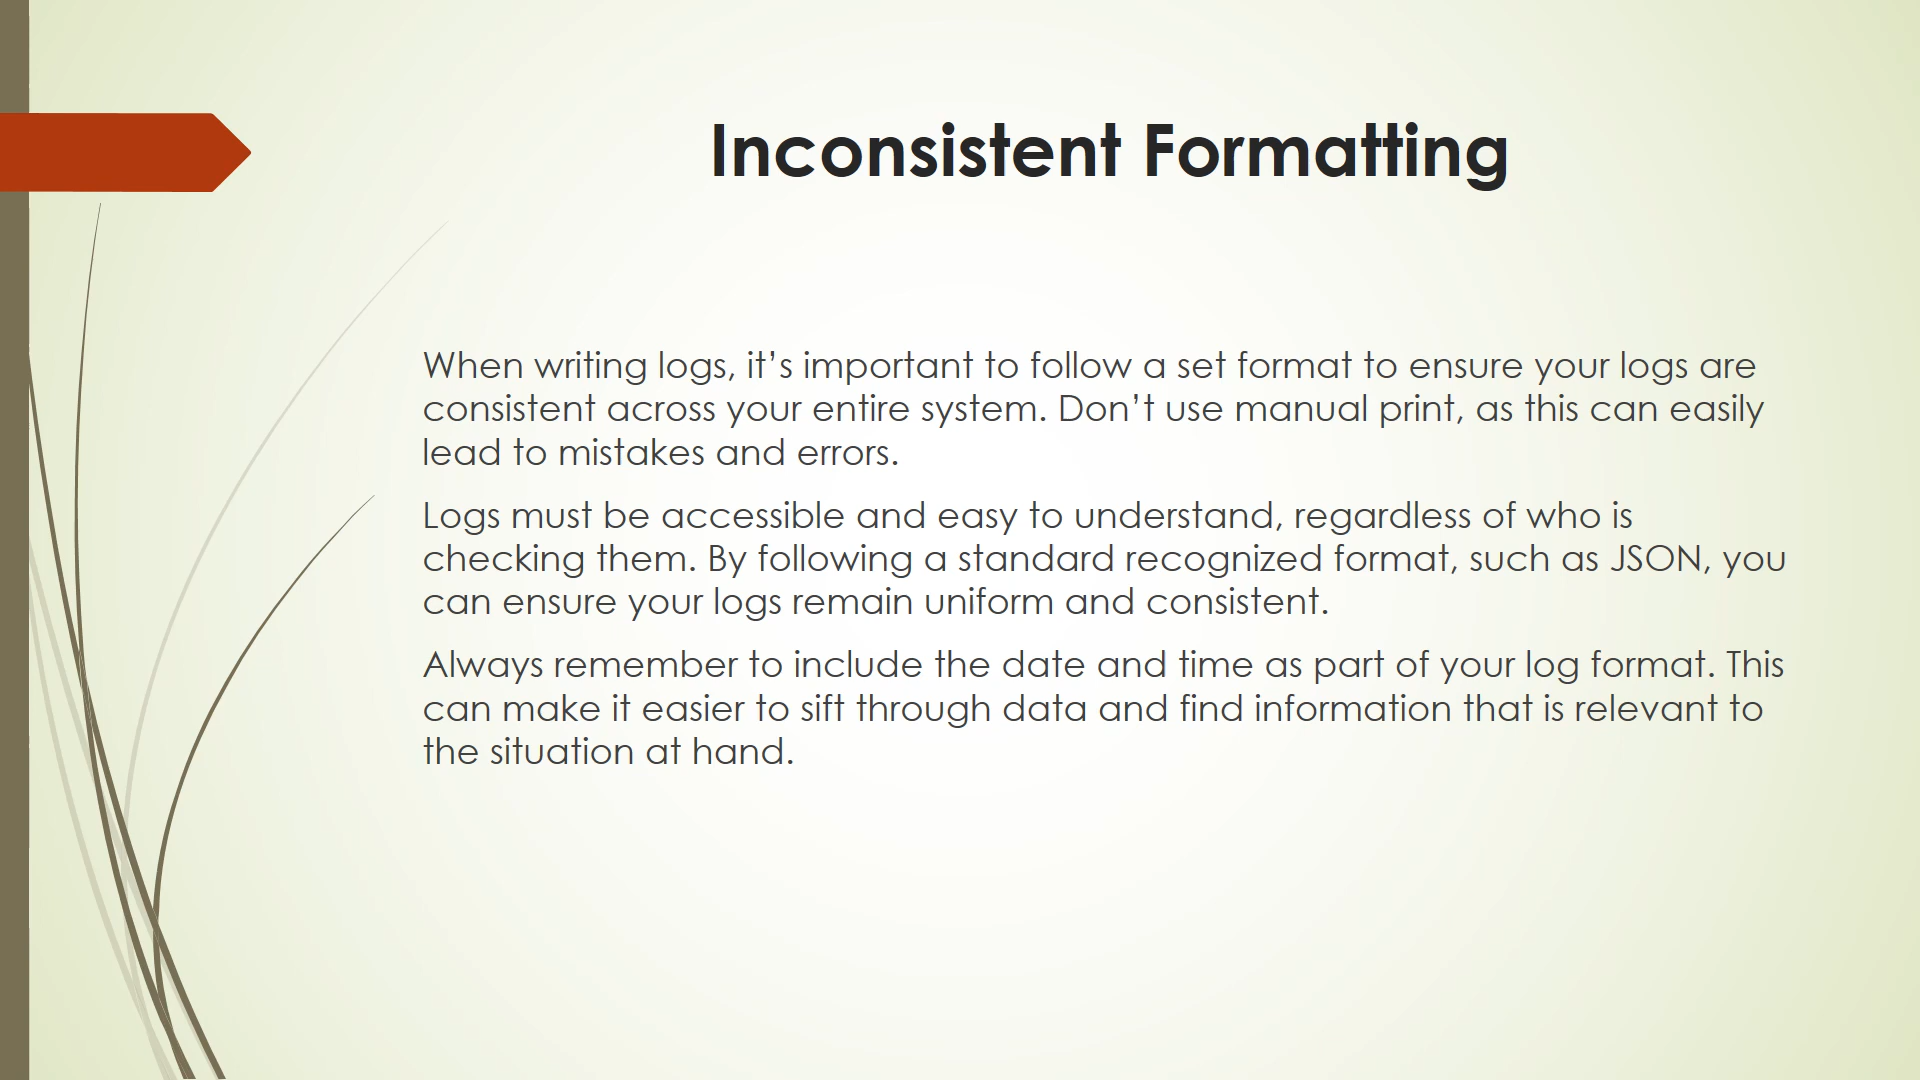 Inconsistent Formatting
When writing logs, it’s important to follow a set format to ensure your logs are
consistent across your entire system. Don’t use manual print, as this can easily
lead to mistakes and errors.
Logs must be accessible and easy to understand, regardless of who is
checking them. By following a standard recognized format, such as JSON, you
can ensure your logs remain uniform and consistent.
Always remember to include the date and time as part of your log format. This
can make it easier to sift through data and find information that is relevant to
the situation at hand.